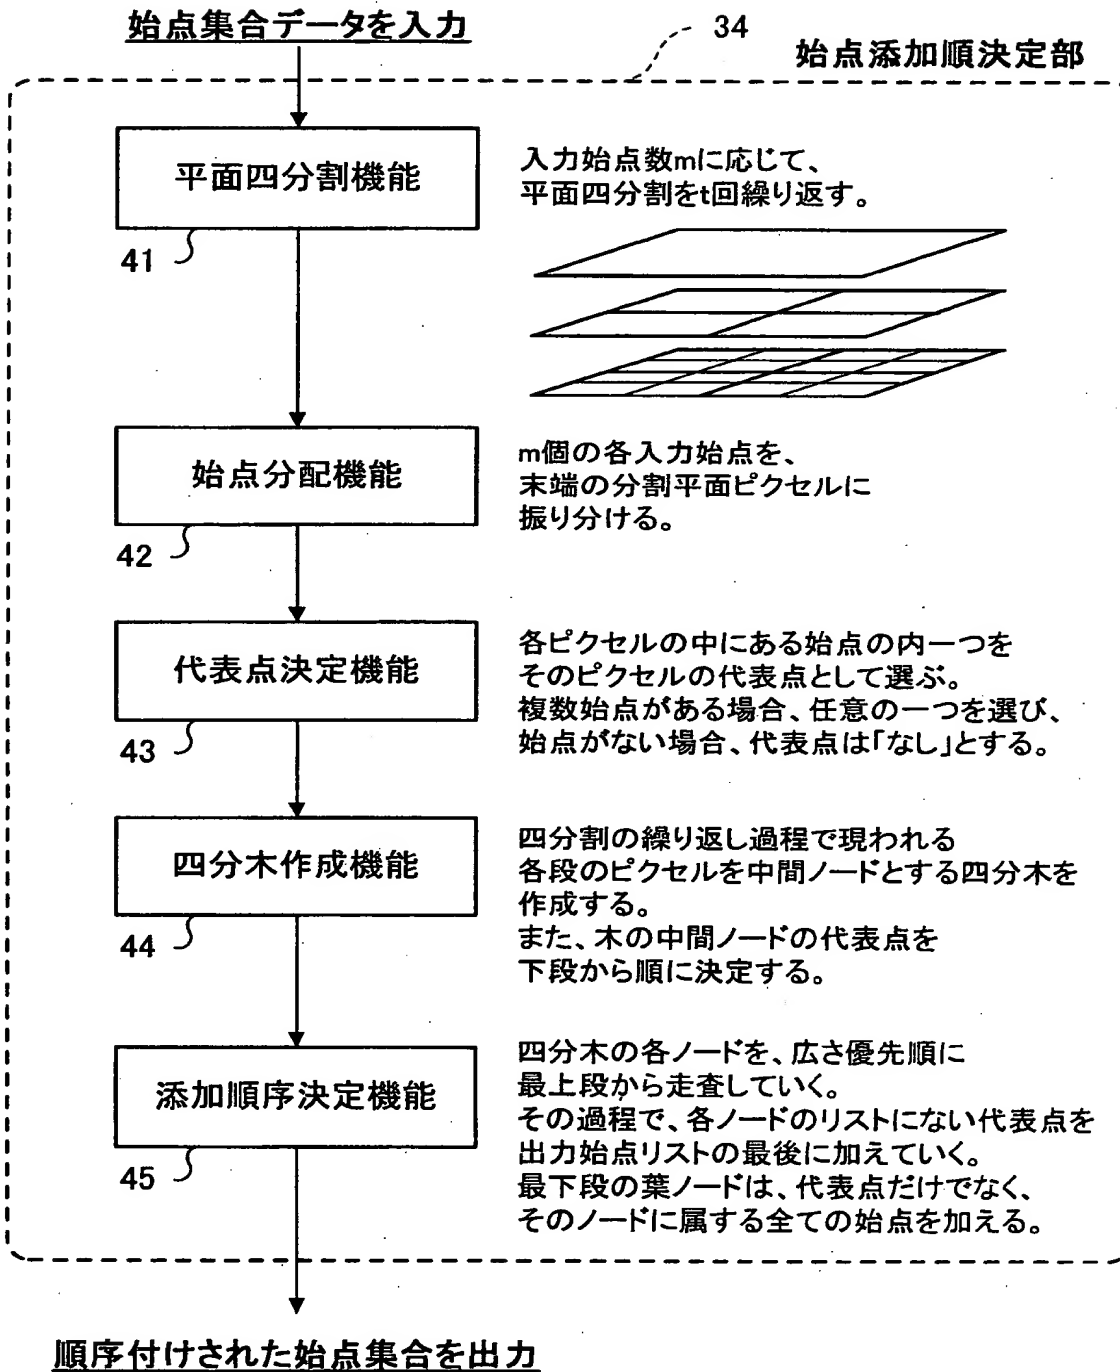 始点集合データを入力
34
始点添加順決定部
平面四分割機能
41
入力始点数mに応じて、
平面四分割をt回繰り返す。
始点分配機能
42
m個の各入力始点を、
末端の分割平面ピクセルに
振り分ける。
代表点決定機能
43
各ピクセルの中にある始点の内一つを
そのピクセルの代表点として選ぶ。
複数始点がある場合、任意の一つを選び、
始点がない場合、代表点は「なし」とする。
四分木作成機能
44
四分割の繰り返し過程で現われる
各段のピクセルを中間ノードとする四分木を
作成する。
また、木の中間ノードの代表点を
下段から順に決定する。
添加順序決定機能
45
四分木の各ノードを、広さ優先順に
最上段から走査していく。
その過程で、各ノードのリストにない代表点を
出力始点リストの最後に加えていく。
最下段の葉ノードは、代表点だけでなく、
そのノードに属する全ての始点を加える。
順序付けされた始点集合を出力